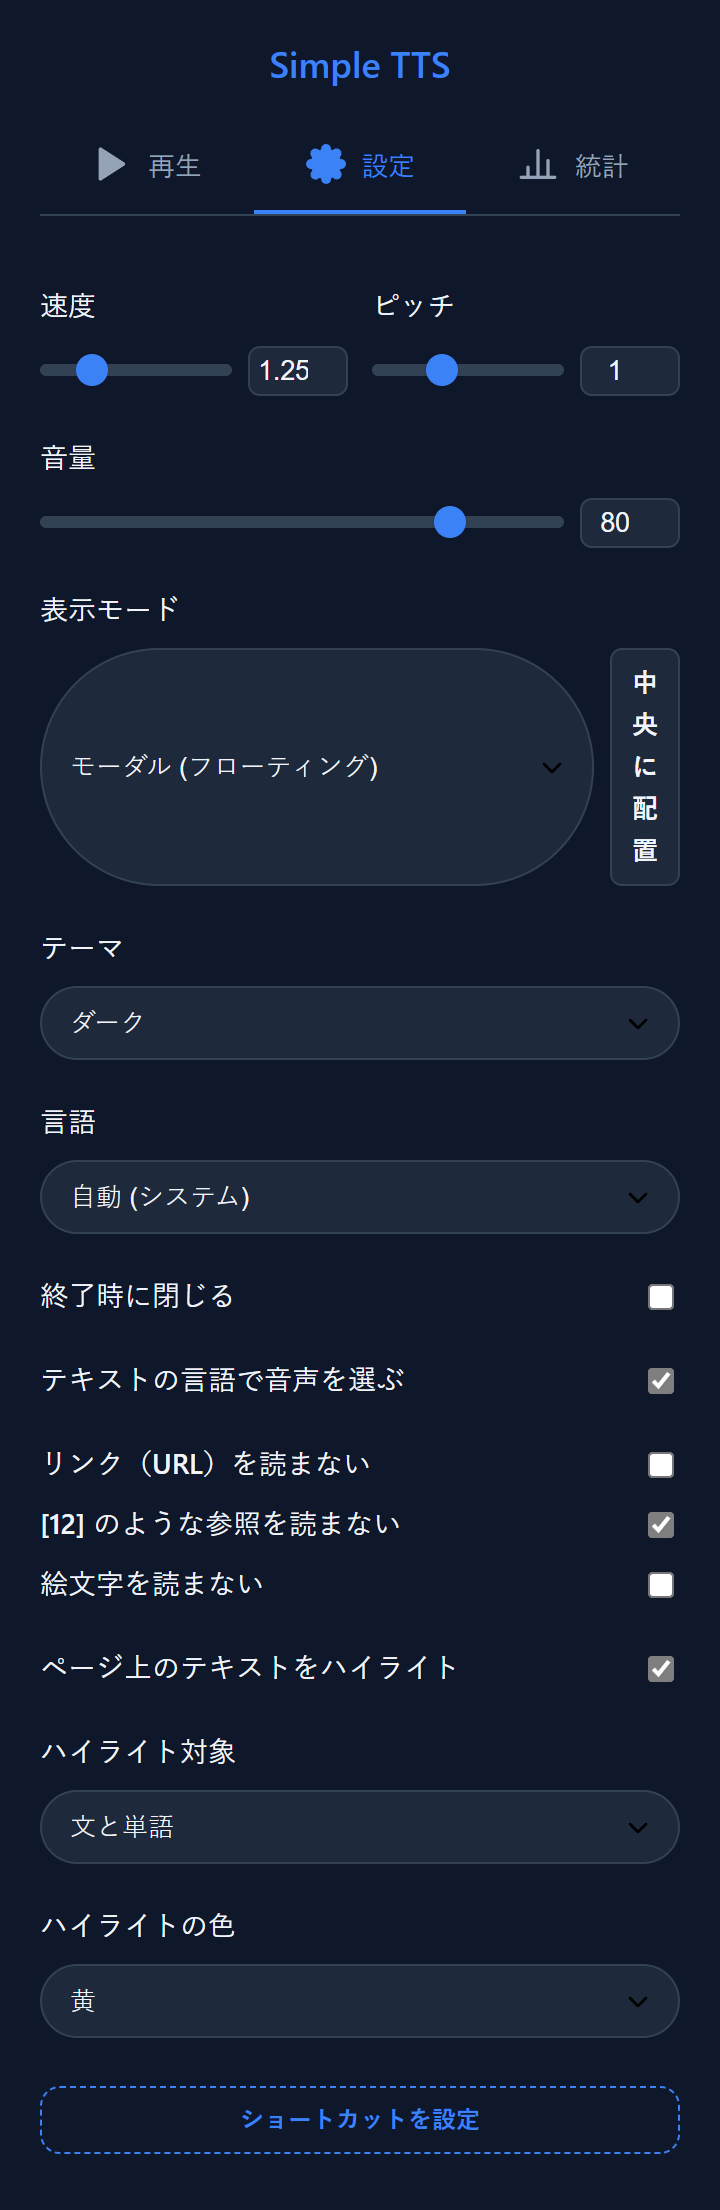 Simple TTS
再生 設定 統計
速度 ピッチ
1.25 1
音量
80
表示モード
モーダル (フローティング)
中
央
に
配
置
テーマ
ダーク
言語
自動 (システム)
終了時に閉じる
テキストの言語で音声を選ぶ
リンク（URL）を読まない
[12] のような参照を読まない
絵文字を読まない
ページ上のテキストをハイライト
ハイライト対象
文と単語
ハイライトの色
黄
ショートカットを設定